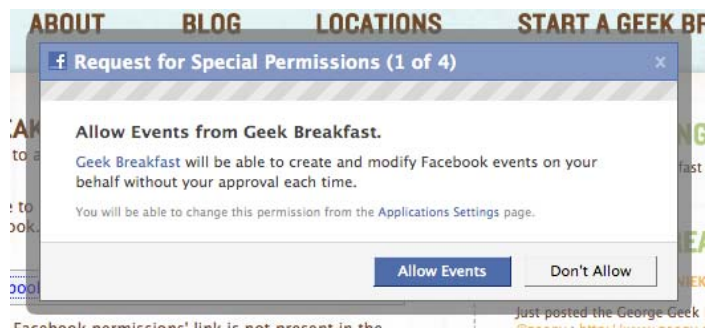 ABOUT BLOG LOCATIONS START A GEEK
f Request for Special Permissions (1 of 4) x
Allow Events from Geek Breakfast.
Geek Breakfast will be able to create and modify Facebook events on your
behalf without your approval each time.
You will be able to change this permission from the Applications Settings page.
Allow Events Don't Allow
to
fast
Just posted the George Geek
Facebook permissions' link is not present in the